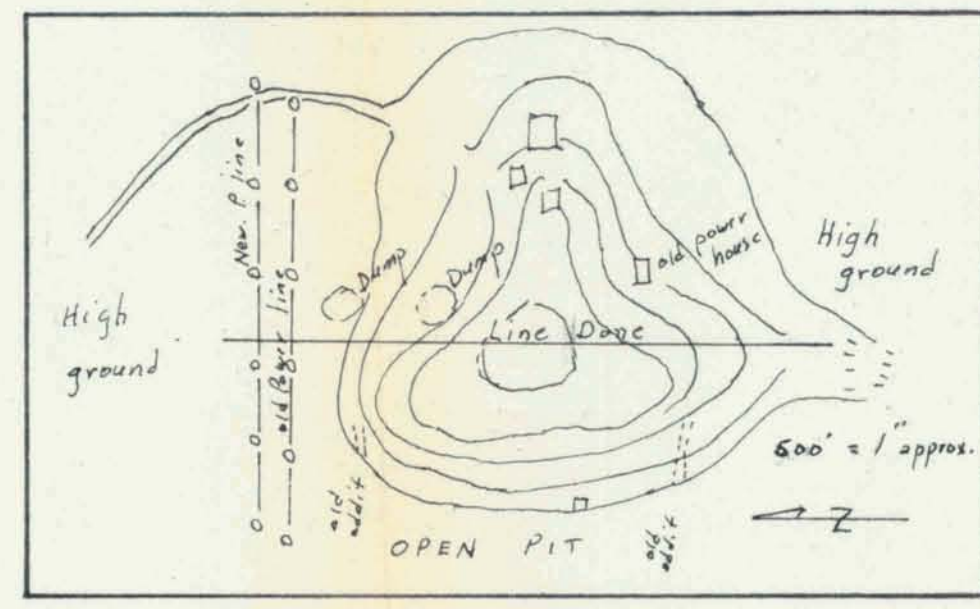 New. P line
old Power line
Dump
Dump
old power
house
High
ground
High
ground
Line Done
500' = 1" approx.
old
addit
old
addit
N
OPEN PIT